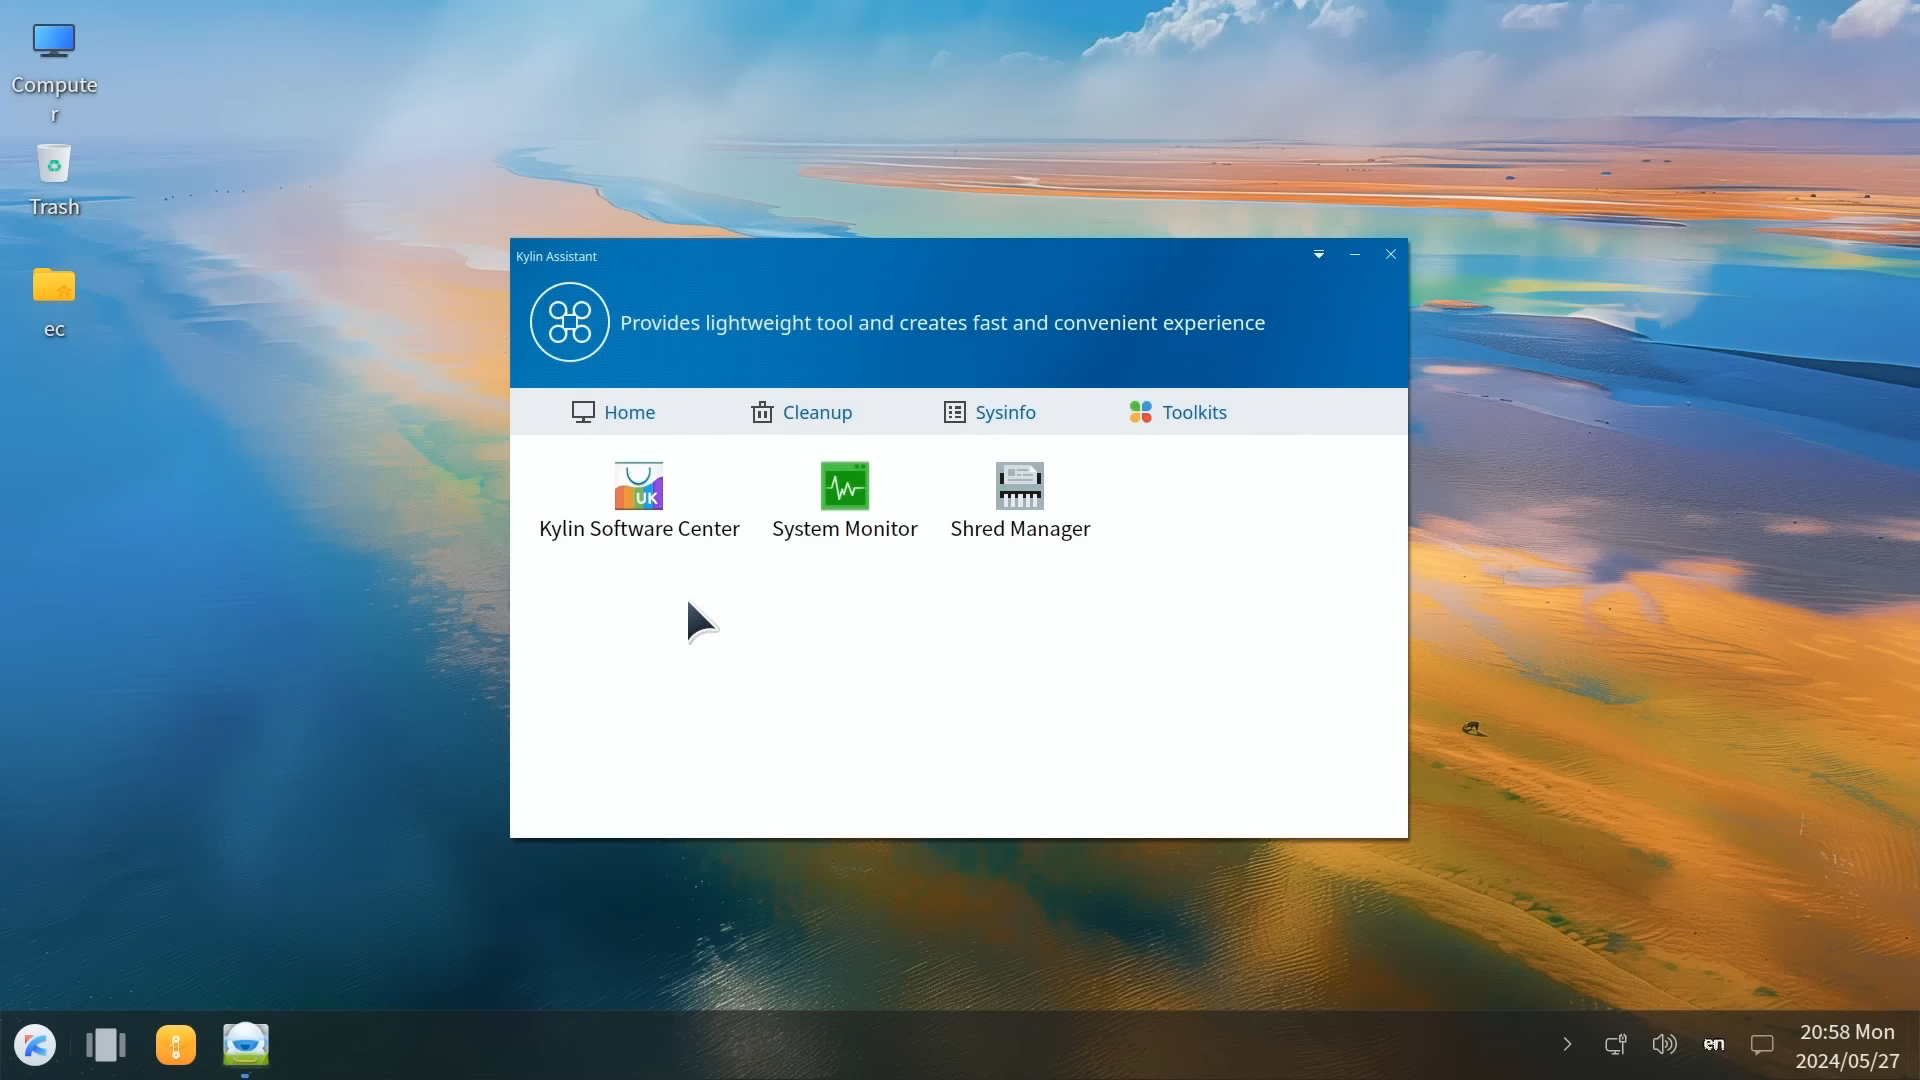 Compute
r
Trash
ec
Kylin Assistant
Provides lightweight tool and creates fast and convenient experience
Home
Cleanup
Sysinfo
Toolkits
UK
Kylin Software Center
System Monitor
Shred Manager
en
20:58 Mon
2024/05/27